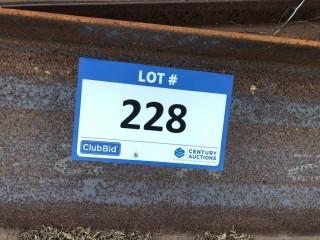 LOT #
228
ClubBid
CENTURY
AUCTIONS